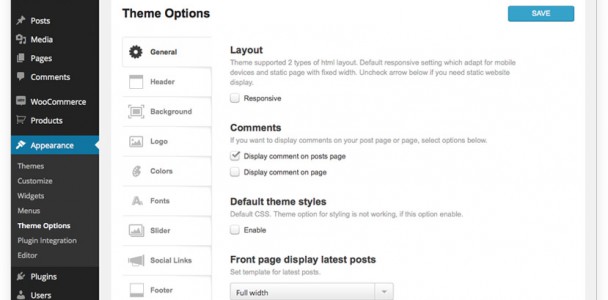 Posts
Media
Pages
Comments
WooCommerce
Products
Appearance
Themes
Customize
Widgets
Menus
Theme Options
Plugin Integration
Editor
Plugins
Users
Theme Options
SAVE
General
Header
Background
Logo
Colors
Fonts
Slider
Social Links
Footer
Layout
Theme supported 2 types of html layout. Default responsive setting which adapt for mobile
devices and static page with fixed width. Uncheck arrow below if you need static website
display.
Responsive
Comments
If you want to display comments on your post page or page, select options below.
Display comment on posts page
Display comment on page
Default theme styles
Default CSS. Theme option for styling is not working, if this option enable.
Enable
Front page display latest posts
Set template for latest posts.
Full width